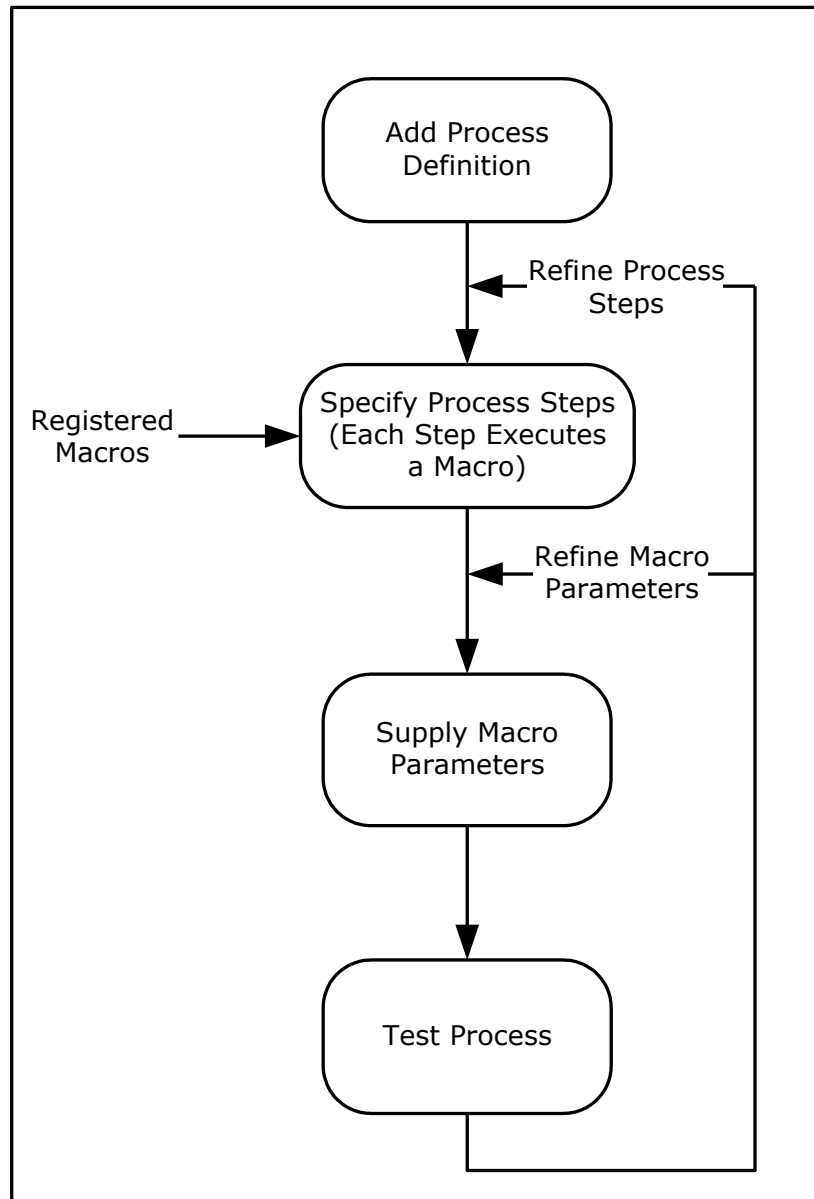 Add Process
Definition
Refine Process
Steps
Registered
Macros
Specify Process Steps
(Each Step Executes
a Macro)
Refine Macro
Parameters
Supply Macro
Parameters
Test Process